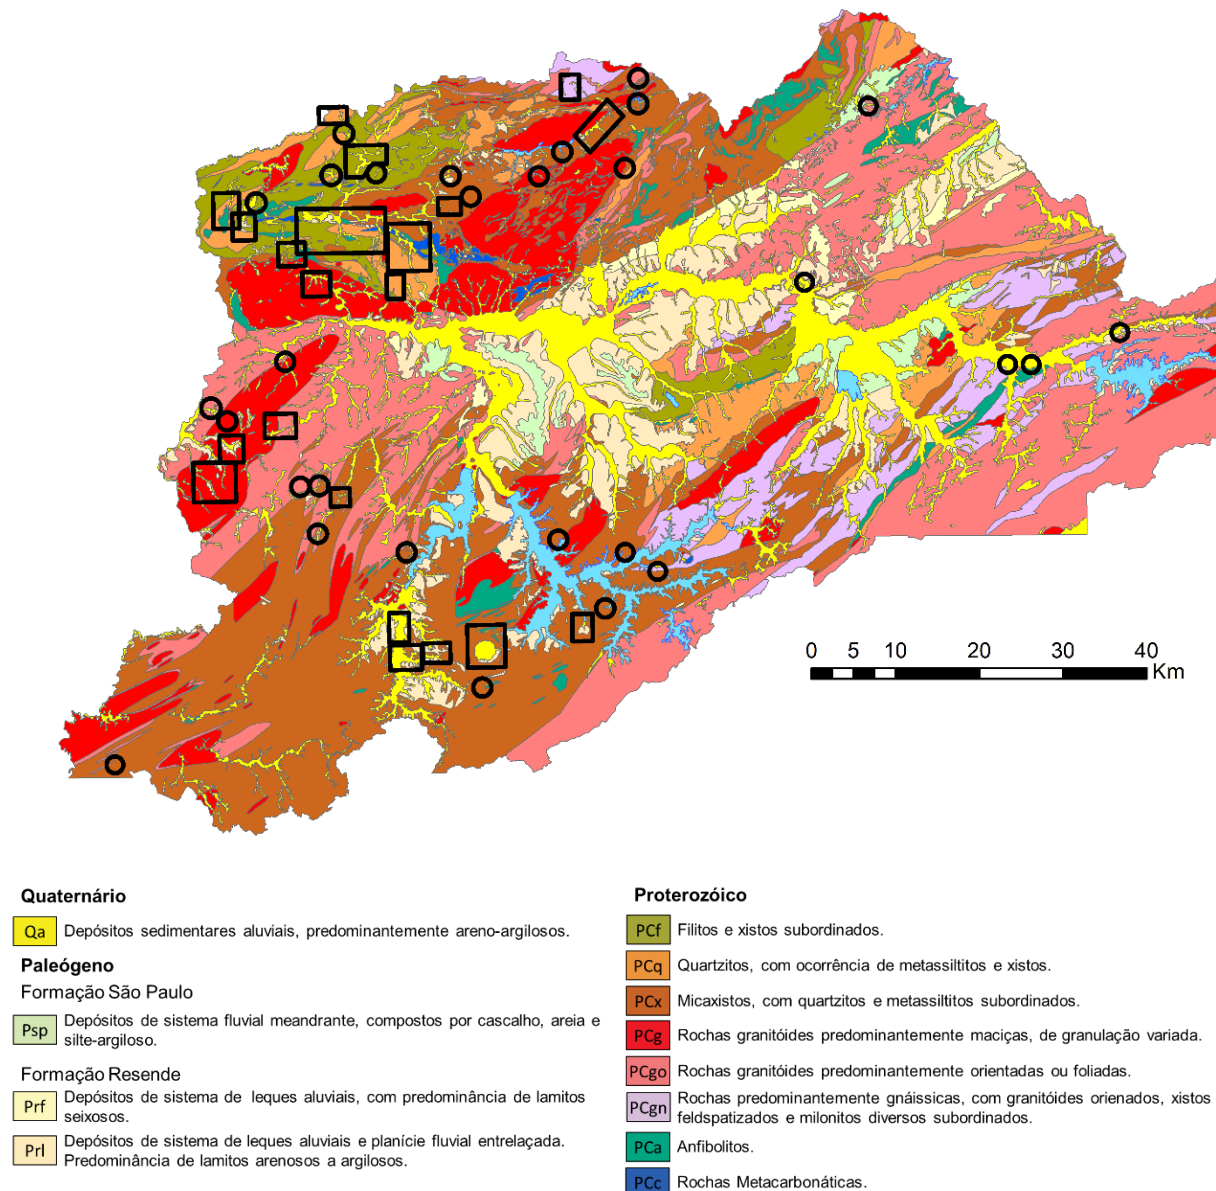 0 5 10 20 30 40
Km
Quaternário
Qa Depósitos sedimentares aluviais, predominantemente areno-argilosos.
Paleógeno
Formação São Paulo
Psp Depósitos de sistema fluvial meandrante, compostos por cascalho, areia e
silte-argiloso.
Formação Resende
Prf Depósitos de sistema de leques aluviais, com predominância de lamitos
seixosos.
Prl Depósitos de sistema de leques aluviais e planície fluvial entrelaçada.
Predominância de lamitos arenosos a argilosos.
Proterozóico
PCf Filitos e xistos subordinados.
PCq Quartzitos, com ocorrência de metassiltitos e xistos.
PCx Micaxistos, com quartzitos e metassiltitos subordinados.
PCg Rochas granitóides predominantemente maciças, de granulação variada.
PCgo Rochas granitóides predominantemente orientadas ou foliadas.
PCgn Rochas predominantemente gnáissicas, com granitóides orienados, xistos
feldspatizados e milonitos diversos subordinados.
PCa Anfibolitos.
PCc Rochas Metacarbonáticas.